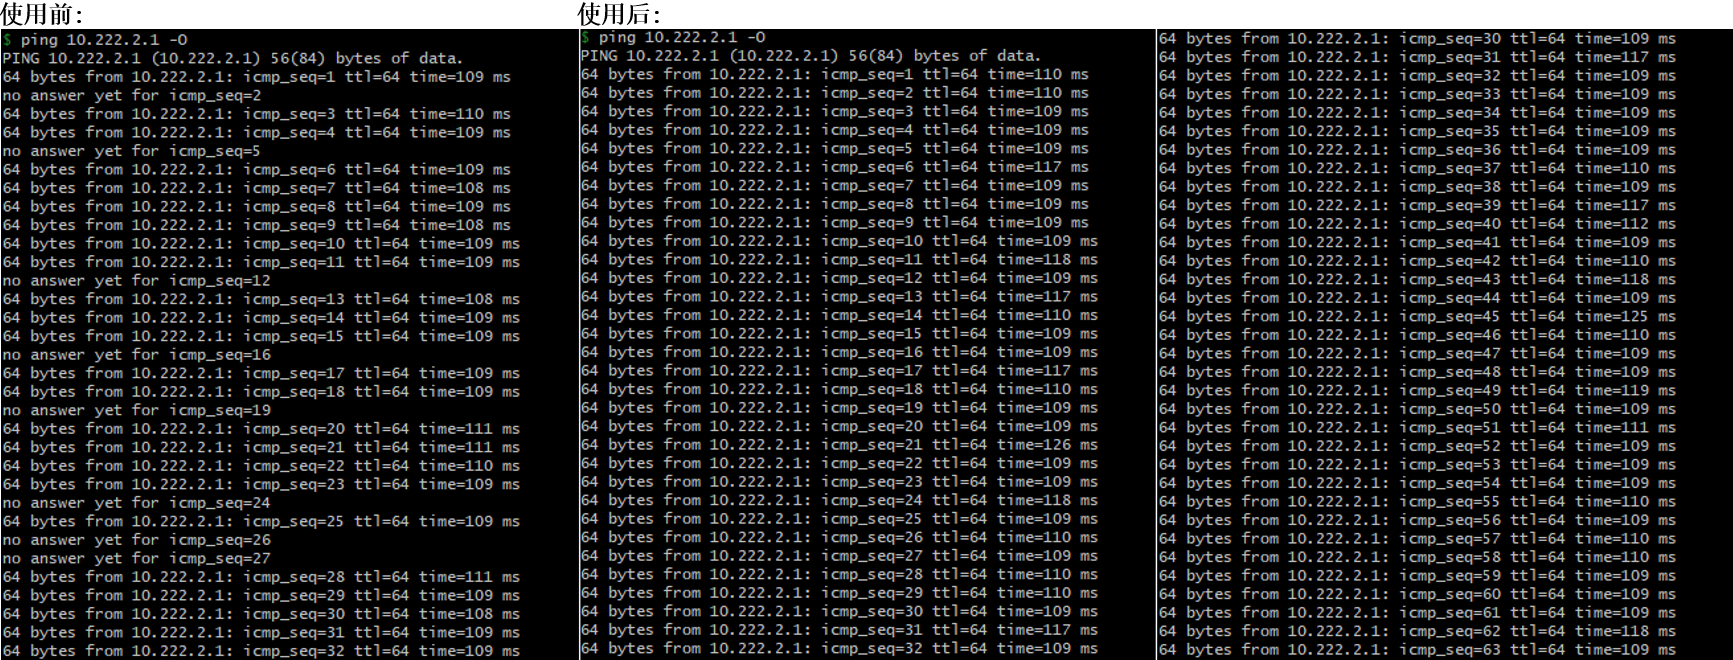 使用前:
$ ping 10.222.2.1 -O
PING 10.222.2.1 (10.222.2.1) 56(84) bytes of data.
64 bytes from 10.222.2.1: icmp_seq=1 ttl=64 time=109 ms
no answer yet for icmp_seq=2
64 bytes from 10.222.2.1: icmp_seq=3 ttl=64 time=110 ms
64 bytes from 10.222.2.1: icmp_seq=4 ttl=64 time=109 ms
no answer yet for icmp_seq=5
64 bytes from 10.222.2.1: icmp_seq=6 ttl=64 time=109 ms
64 bytes from 10.222.2.1: icmp_seq=7 ttl=64 time=108 ms
64 bytes from 10.222.2.1: icmp_seq=8 ttl=64 time=109 ms
64 bytes from 10.222.2.1: icmp_seq=9 ttl=64 time=108 ms
64 bytes from 10.222.2.1: icmp_seq=10 ttl=64 time=109 ms
64 bytes from 10.222.2.1: icmp_seq=11 ttl=64 time=109 ms
no answer yet for icmp_seq=12
64 bytes from 10.222.2.1: icmp_seq=13 ttl=64 time=108 ms
64 bytes from 10.222.2.1: icmp_seq=14 ttl=64 time=109 ms
64 bytes from 10.222.2.1: icmp_seq=15 ttl=64 time=109 ms
no answer yet for icmp_seq=16
64 bytes from 10.222.2.1: icmp_seq=17 ttl=64 time=109 ms
64 bytes from 10.222.2.1: icmp_seq=18 ttl=64 time=109 ms
no answer yet for icmp_seq=19
64 bytes from 10.222.2.1: icmp_seq=20 ttl=64 time=111 ms
64 bytes from 10.222.2.1: icmp_seq=21 ttl=64 time=111 ms
64 bytes from 10.222.2.1: icmp_seq=22 ttl=64 time=110 ms
64 bytes from 10.222.2.1: icmp_seq=23 ttl=64 time=109 ms
no answer yet for icmp_seq=24
64 bytes from 10.222.2.1: icmp_seq=25 ttl=64 time=109 ms
no answer yet for icmp_seq=26
no answer yet for icmp_seq=27
64 bytes from 10.222.2.1: icmp_seq=28 ttl=64 time=111 ms
64 bytes from 10.222.2.1: icmp_seq=29 ttl=64 time=109 ms
64 bytes from 10.222.2.1: icmp_seq=30 ttl=64 time=108 ms
64 bytes from 10.222.2.1: icmp_seq=31 ttl=64 time=109 ms
64 bytes from 10.222.2.1: icmp_seq=32 ttl=64 time=109 ms
使用后:
$ ping 10.222.2.1 -O
PING 10.222.2.1 (10.222.2.1) 56(84) bytes of data.
64 bytes from 10.222.2.1: icmp_seq=1 ttl=64 time=110 ms
64 bytes from 10.222.2.1: icmp_seq=2 ttl=64 time=110 ms
64 bytes from 10.222.2.1: icmp_seq=3 ttl=64 time=109 ms
64 bytes from 10.222.2.1: icmp_seq=4 ttl=64 time=109 ms
64 bytes from 10.222.2.1: icmp_seq=5 ttl=64 time=109 ms
64 bytes from 10.222.2.1: icmp_seq=6 ttl=64 time=117 ms
64 bytes from 10.222.2.1: icmp_seq=7 ttl=64 time=109 ms
64 bytes from 10.222.2.1: icmp_seq=8 ttl=64 time=109 ms
64 bytes from 10.222.2.1: icmp_seq=9 ttl=64 time=109 ms
64 bytes from 10.222.2.1: icmp_seq=10 ttl=64 time=109 ms
64 bytes from 10.222.2.1: icmp_seq=11 ttl=64 time=118 ms
64 bytes from 10.222.2.1: icmp_seq=12 ttl=64 time=109 ms
64 bytes from 10.222.2.1: icmp_seq=13 ttl=64 time=117 ms
64 bytes from 10.222.2.1: icmp_seq=14 ttl=64 time=110 ms
64 bytes from 10.222.2.1: icmp_seq=15 ttl=64 time=109 ms
64 bytes from 10.222.2.1: icmp_seq=16 ttl=64 time=109 ms
64 bytes from 10.222.2.1: icmp_seq=17 ttl=64 time=117 ms
64 bytes from 10.222.2.1: icmp_seq=18 ttl=64 time=110 ms
64 bytes from 10.222.2.1: icmp_seq=19 ttl=64 time=109 ms
64 bytes from 10.222.2.1: icmp_seq=20 ttl=64 time=109 ms
64 bytes from 10.222.2.1: icmp_seq=21 ttl=64 time=126 ms
64 bytes from 10.222.2.1: icmp_seq=22 ttl=64 time=109 ms
64 bytes from 10.222.2.1: icmp_seq=23 ttl=64 time=109 ms
64 bytes from 10.222.2.1: icmp_seq=24 ttl=64 time=118 ms
64 bytes from 10.222.2.1: icmp_seq=25 ttl=64 time=109 ms
64 bytes from 10.222.2.1: icmp_seq=26 ttl=64 time=110 ms
64 bytes from 10.222.2.1: icmp_seq=27 ttl=64 time=109 ms
64 bytes from 10.222.2.1: icmp_seq=28 ttl=64 time=110 ms
64 bytes from 10.222.2.1: icmp_seq=29 ttl=64 time=110 ms
64 bytes from 10.222.2.1: icmp_seq=30 ttl=64 time=109 ms
64 bytes from 10.222.2.1: icmp_seq=31 ttl=64 time=117 ms
64 bytes from 10.222.2.1: icmp_seq=32 ttl=64 time=109 ms
64 bytes from 10.222.2.1: icmp_seq=30 ttl=64 time=109 ms
64 bytes from 10.222.2.1: icmp_seq=31 ttl=64 time=117 ms
64 bytes from 10.222.2.1: icmp_seq=32 ttl=64 time=109 ms
64 bytes from 10.222.2.1: icmp_seq=33 ttl=64 time=109 ms
64 bytes from 10.222.2.1: icmp_seq=34 ttl=64 time=109 ms
64 bytes from 10.222.2.1: icmp_seq=35 ttl=64 time=109 ms
64 bytes from 10.222.2.1: icmp_seq=36 ttl=64 time=109 ms
64 bytes from 10.222.2.1: icmp_seq=37 ttl=64 time=110 ms
64 bytes from 10.222.2.1: icmp_seq=38 ttl=64 time=109 ms
64 bytes from 10.222.2.1: icmp_seq=39 ttl=64 time=117 ms
64 bytes from 10.222.2.1: icmp_seq=40 ttl=64 time=112 ms
64 bytes from 10.222.2.1: icmp_seq=41 ttl=64 time=109 ms
64 bytes from 10.222.2.1: icmp_seq=42 ttl=64 time=110 ms
64 bytes from 10.222.2.1: icmp_seq=43 ttl=64 time=118 ms
64 bytes from 10.222.2.1: icmp_seq=44 ttl=64 time=109 ms
64 bytes from 10.222.2.1: icmp_seq=45 ttl=64 time=125 ms
64 bytes from 10.222.2.1: icmp_seq=46 ttl=64 time=110 ms
64 bytes from 10.222.2.1: icmp_seq=47 ttl=64 time=109 ms
64 bytes from 10.222.2.1: icmp_seq=48 ttl=64 time=109 ms
64 bytes from 10.222.2.1: icmp_seq=49 ttl=64 time=119 ms
64 bytes from 10.222.2.1: icmp_seq=50 ttl=64 time=109 ms
64 bytes from 10.222.2.1: icmp_seq=51 ttl=64 time=111 ms
64 bytes from 10.222.2.1: icmp_seq=52 ttl=64 time=109 ms
64 bytes from 10.222.2.1: icmp_seq=53 ttl=64 time=109 ms
64 bytes from 10.222.2.1: icmp_seq=54 ttl=64 time=109 ms
64 bytes from 10.222.2.1: icmp_seq=55 ttl=64 time=110 ms
64 bytes from 10.222.2.1: icmp_seq=56 ttl=64 time=109 ms
64 bytes from 10.222.2.1: icmp_seq=57 ttl=64 time=110 ms
64 bytes from 10.222.2.1: icmp_seq=58 ttl=64 time=110 ms
64 bytes from 10.222.2.1: icmp_seq=59 ttl=64 time=109 ms
64 bytes from 10.222.2.1: icmp_seq=60 ttl=64 time=109 ms
64 bytes from 10.222.2.1: icmp_seq=61 ttl=64 time=109 ms
64 bytes from 10.222.2.1: icmp_seq=62 ttl=64 time=118 ms
64 bytes from 10.222.2.1: icmp_seq=63 ttl=64 time=109 ms